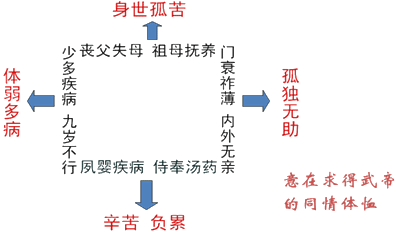 身世孤苦
丧父失母 祖母抚养
少多疾病 九岁不行
体弱多病
门衰祚薄 内外无亲
孤独无助
夙婴疾病 侍奉汤药
辛苦 负累
意在求得武帝
的同情体恤